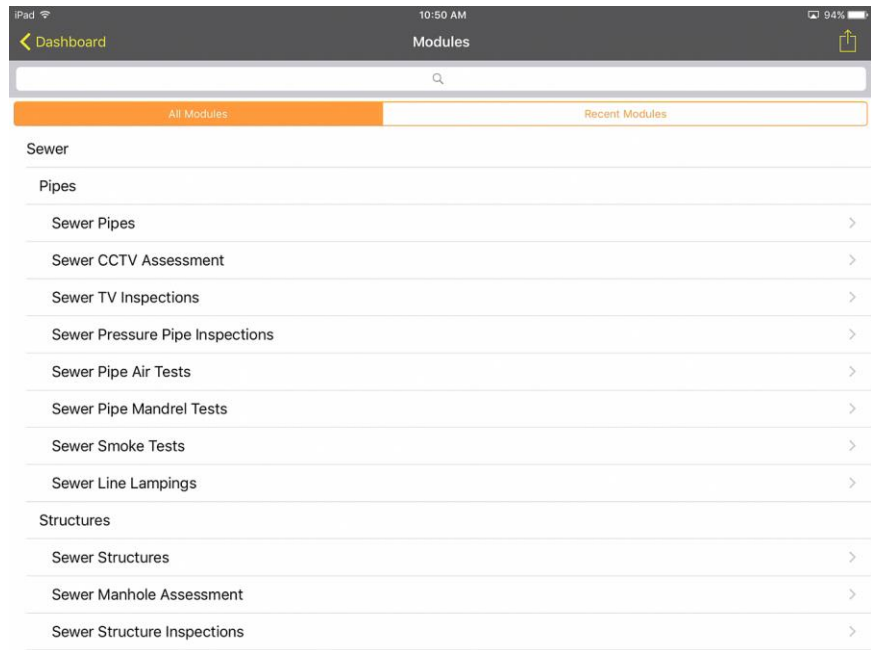 iPad 10:50 AM 94%
Dashboard Modules
All Modules Recent Modules
Sewer
Pipes
Sewer Pipes
Sewer CCTV Assessment
Sewer TV Inspections
Sewer Pressure Pipe Inspections
Sewer Pipe Air Tests
Sewer Pipe Mandrel Tests
Sewer Smoke Tests
Sewer Line Lampings
Structures
Sewer Structures
Sewer Manhole Assessment
Sewer Structure Inspections